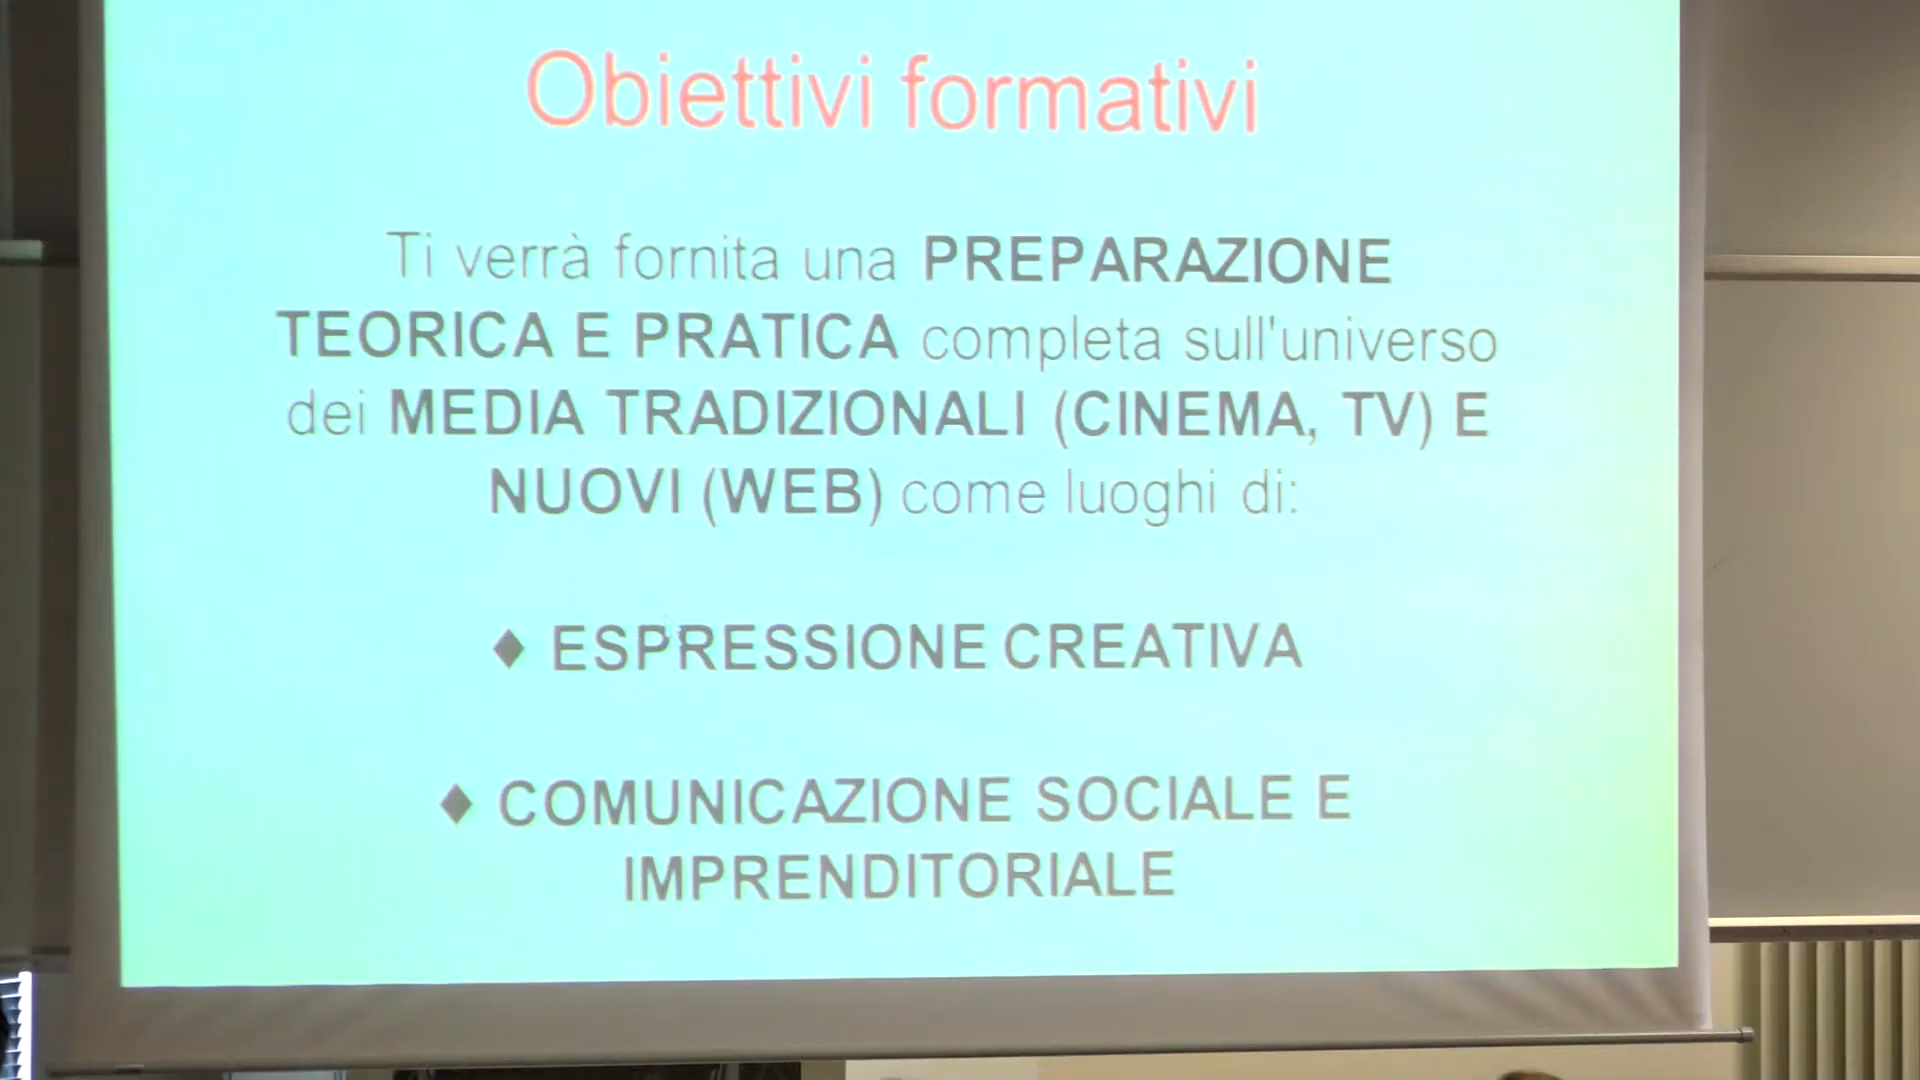 Obiettivi formativi
Ti verrà fornita una PREPARAZIONE
TEORICA E PRATICA completa sull'universo
dei MEDIA TRADIZIONALI (CINEMA, TV) E
NUOVI (WEB) come luoghi di:
♦ ESPRESSIONE CREATIVA
♦ COMUNICAZIONE SOCIALE E
IMPRENDITORIALE